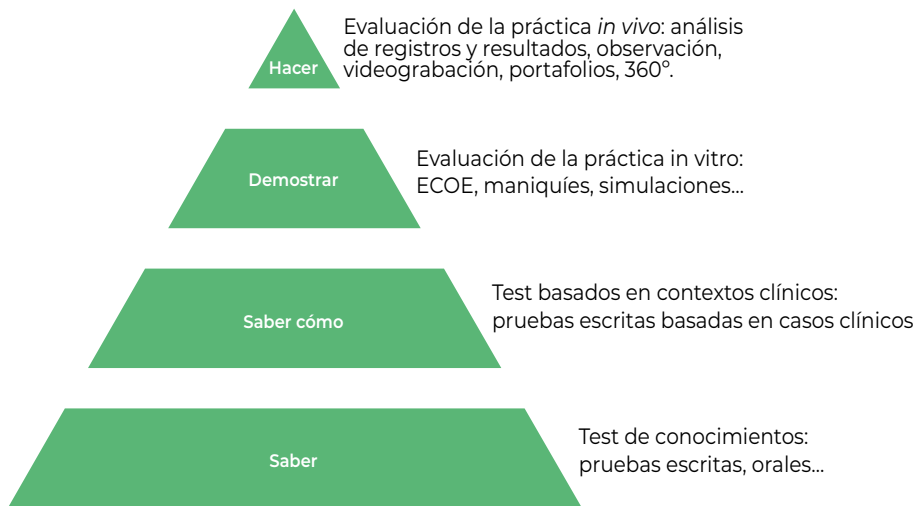 Evaluación de la práctica in vivo: análisis
de registros y resultados, observación,
videograbación, portafolios, 360º.
Hacer
Evaluación de la práctica in vitro:
ECOE, maniquíes, simulaciones...
Demostrar
Test basados en contextos clínicos:
pruebas escritas basadas en casos clínicos
Saber cómo
Test de conocimientos:
pruebas escritas, orales...
Saber